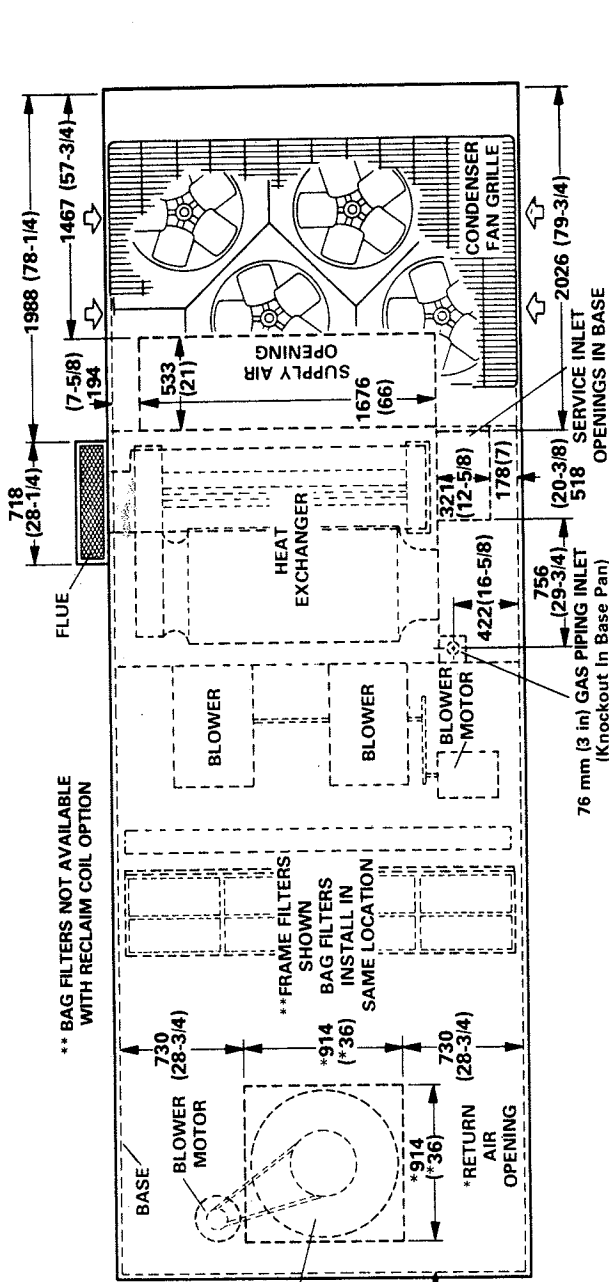 1988 (78-1/4)
1467 (57-3/4)
718
(28-1/4)
FLUE
(7-5/8)
194
533
(21)
SUPPLY AIR
OPENING
1676
(66)
CONDENSER
FAN GRILLE
2026 (79-3/4)
SERVICE INLET
OPENINGS IN BASE
(20-3/8)
518
178(7)
321
(12-5/8)
HEAT
EXCHANGER
422(16-5/8)
756
(29-3/4)
76 mm (3 in) GAS PIPING INLET
(Knockout In Base Pan)
BLOWER
BLOWER
BLOWER
MOTOR
** BAG FILTERS NOT AVAILABLE
WITH RECLAIM COIL OPTION
**FRAME FILTERS
SHOWN
BAG FILTERS
INSTALL IN
SAME LOCATION
730
(28-3/4)
*914
(*36)
730
(28-3/4)
BASE
BLOWER
MOTOR
*914
(*36)
*RETURN
AIR
OPENING